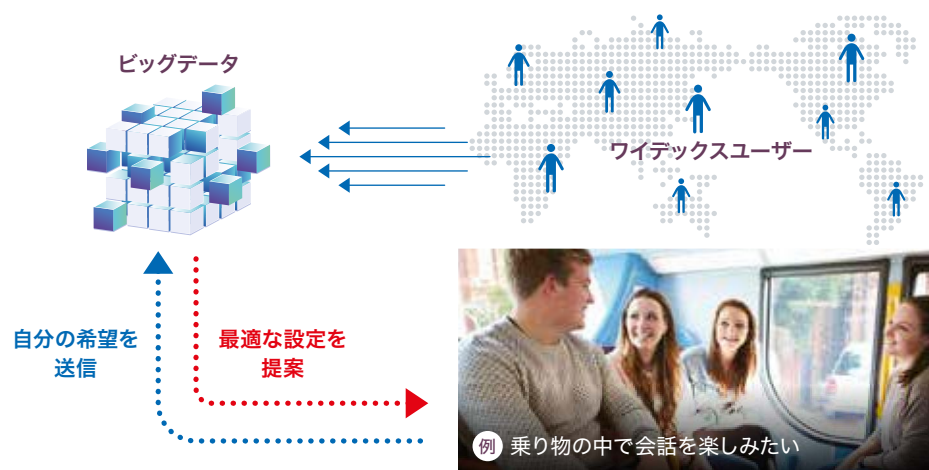 ビッグデータ
ワイデックスユーザー
自分の希望を
送信
最適な設定を
提案
例 乗り物の中で会話を楽しみたい